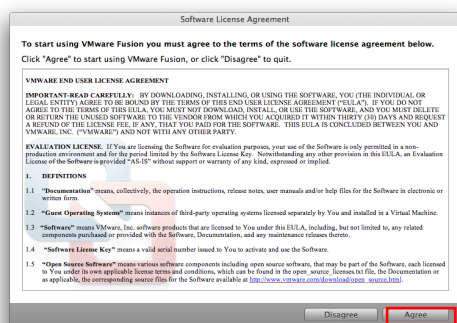 Software License Agreement
To start using VMware Fusion you must agree to the terms of the software license agreement below.
Click "Agree" to start using VMware Fusion, or click "Disagree" to quit.
VMWARE END USER LICENSE AGREEMENT
IMPORTANT-READ CAREFULLY: BY DOWNLOADING, INSTALLING, OR USING THE SOFTWARE, YOU (THE INDIVIDUAL OR
LEGAL ENTITY) AGREE TO BE BOUND BY THE TERMS OF THIS END USER LICENSE AGREEMENT ("EULA"). IF YOU DO NOT
AGREE TO THE TERMS OF THIS EULA, YOU MUST NOT DOWNLOAD, INSTALL, OR USE THE SOFTWARE, AND YOU MUST DELETE
OR RETURN THE UNUSED SOFTWARE TO THE VENDOR FROM WHICH YOU ACQUIRED IT WITHIN THIRTY (30) DAYS AND REQUEST
A REFUND OF THE LICENSE FEE, IF ANY, THAT YOU PAID FOR THE SOFTWARE. THIS EULA IS CONCLUDED BETWEEN YOU AND
VMWARE, INC. ("VMWARE") AND NOT WITH ANY OTHER PARTY.
EVALUATION LICENSE. If You are licensing the Software for evaluation purposes, your use of the Software is only permitted in a non-
production environment and for the period limited by the Software License Key. Notwithstanding any other provision in this EULA, an Evaluation
License of the Software is provided "AS-IS" without support or warranty of any kind, expressed or implied.
1. DEFINITIONS
1.1 "Documentation" means, collectively, the operation instructions, release notes, user manuals and/or help files for the Software in electronic or
written form.
1.2 "Guest Operating Systems" means instances of third-party operating systems licensed separately by You and installed in a Virtual Machine.
1.3 "Software" means VMware, Inc. software products that are licensed to You under this EULA, including, but not limited to, any related
components purchased or provided with the Software, Documentation, and any maintenance releases thereto.
1.4 "Software License Key" means a valid serial number issued to You to activate and use the Software.
1.5 "Open Source Software" means various software components including open source software, that may be part of the Software, each licensed
to You under its own applicable license terms and conditions, which can be found in the open_source_licenses.txt file, the Documentation or
as applicable, the corresponding source files for the Software available at http://www.vmware.com/download/open_source.html.
Disagree
Agree